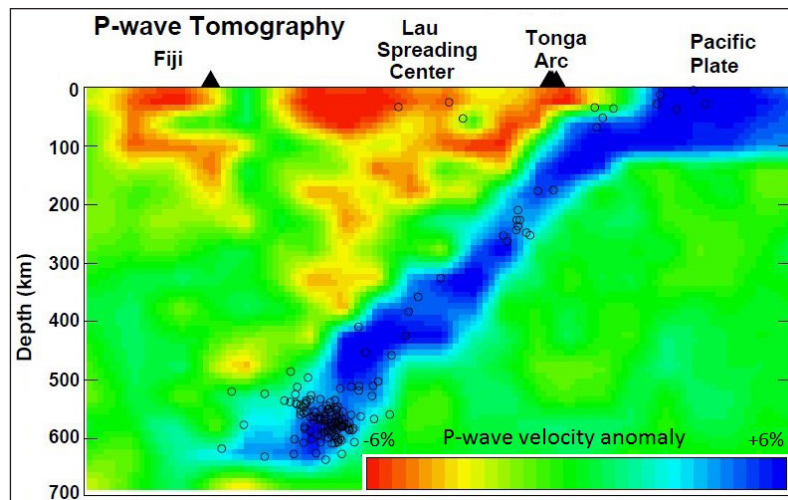 P-wave Tomography
Fiji
Lau
Spreading
Center
Tonga
Arc
Pacific
Plate
Depth (km)
0
100
200
300
400
500
600
700
-6%
P-wave velocity anomaly
+6%